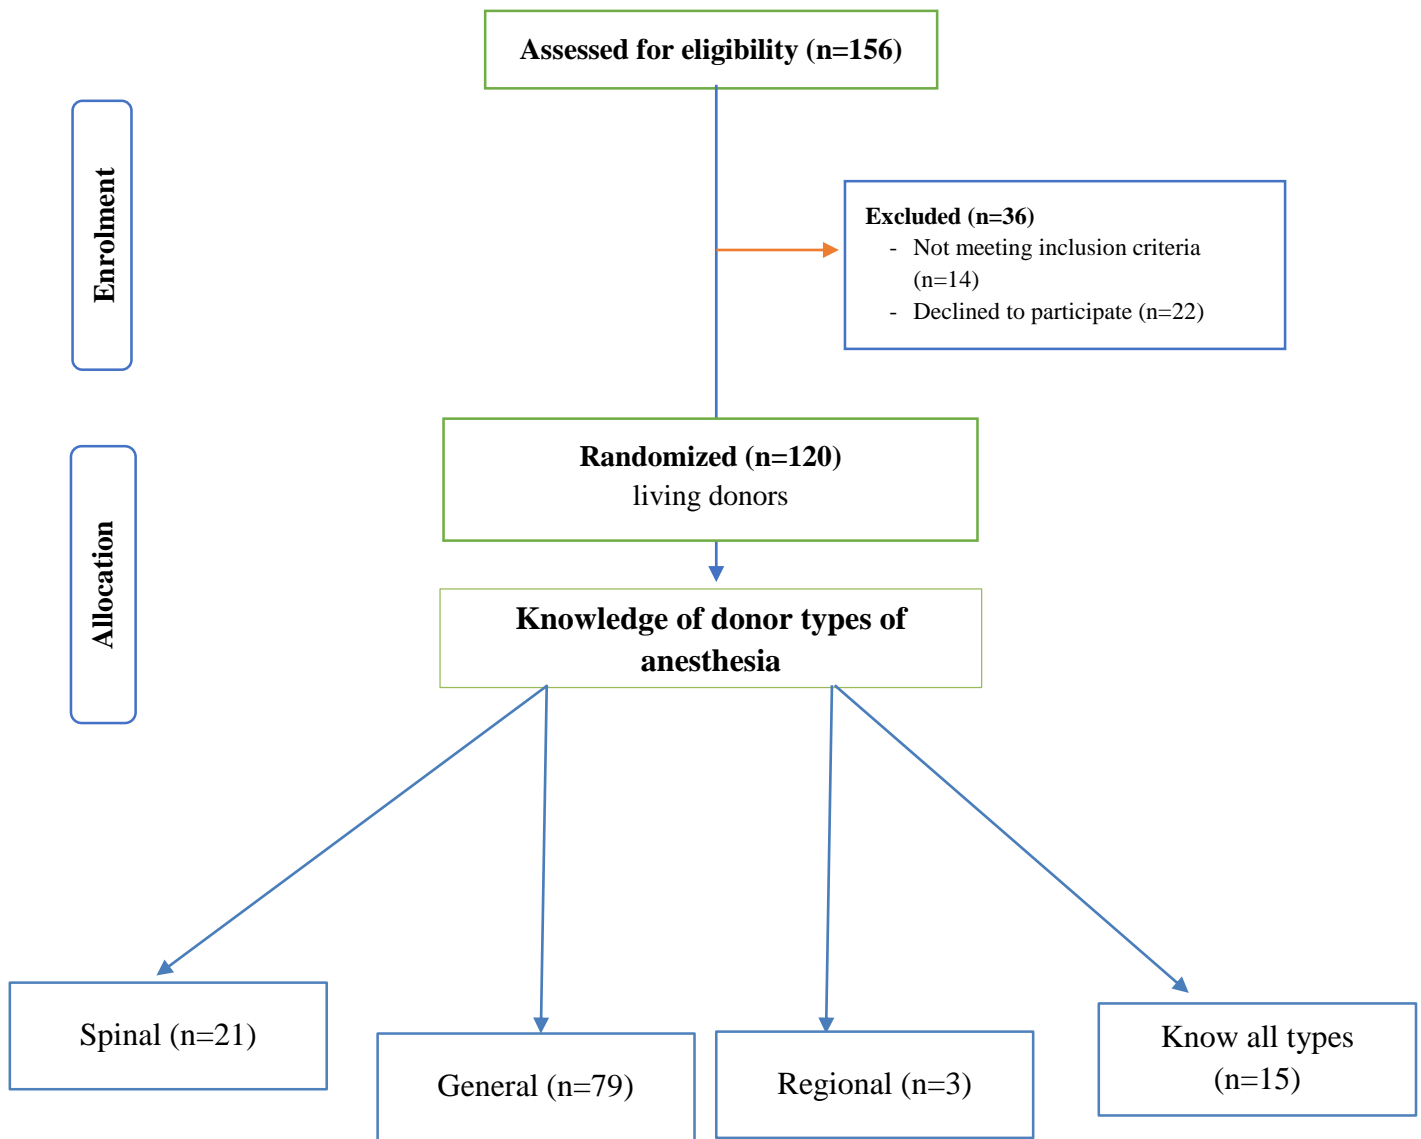 Assessed for eligibility (n=156)
Enrolment
Excluded (n=36)
- Not meeting inclusion criteria
(n=14)
- Declined to participate (n=22)
Randomized (n=120)
living donors
Allocation
Knowledge of donor types of
anesthesia
Spinal (n=21)
General (n=79)
Regional (n=3)
Know all types
(n=15)